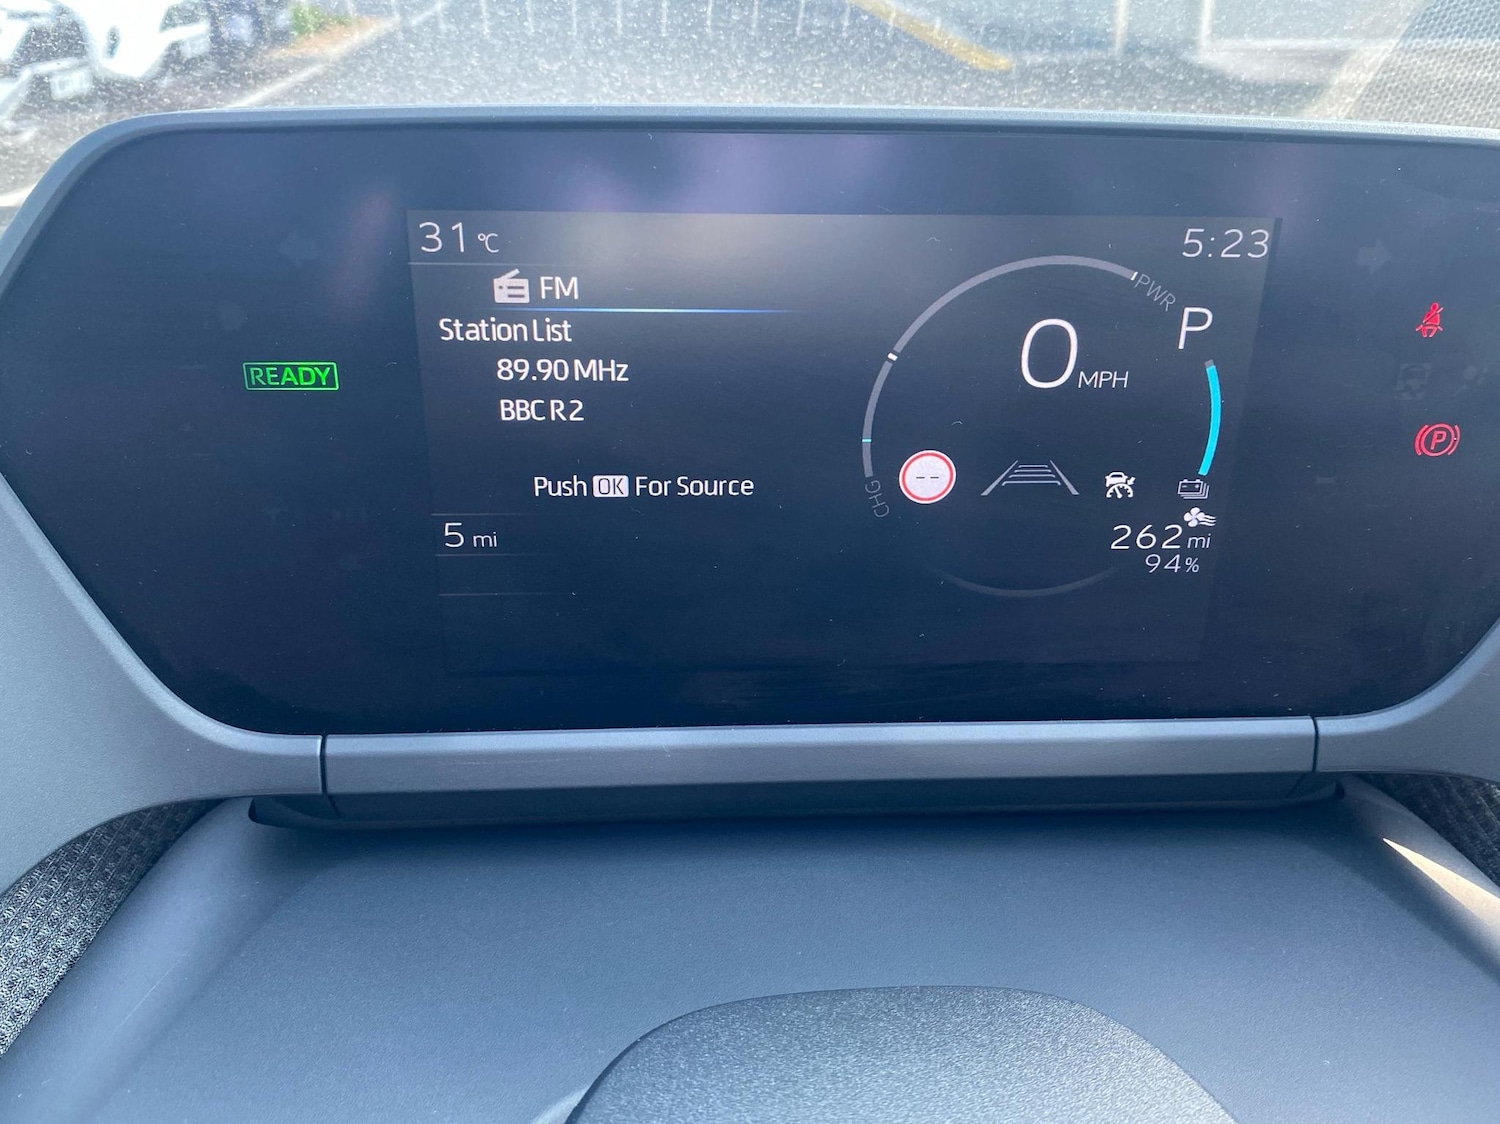 31 °C
5:23
FM
PWR
Station List
P
0 MPH
89.90 MHz
READY
BBC R2
P
-- 
Push OK For Source
CHG
5 mi
262 mi
94%